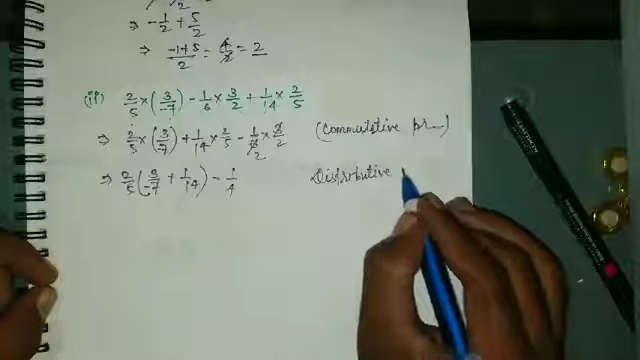 ⇒ -1/2 + 5/2
⇒ (-1+5)/2 = 4/2 = 2
(ii) 2/5 × (3/-7) - 1/6 × 3/2 + 1/14 × 2/5
⇒ 2/5 × (3/-7) + 1/14 × 2/5 - 1/6 × 3/2 (Commutative pr...)
2
⇒ 2/5 (3/-7 + 1/14) - 1/4 Distributive